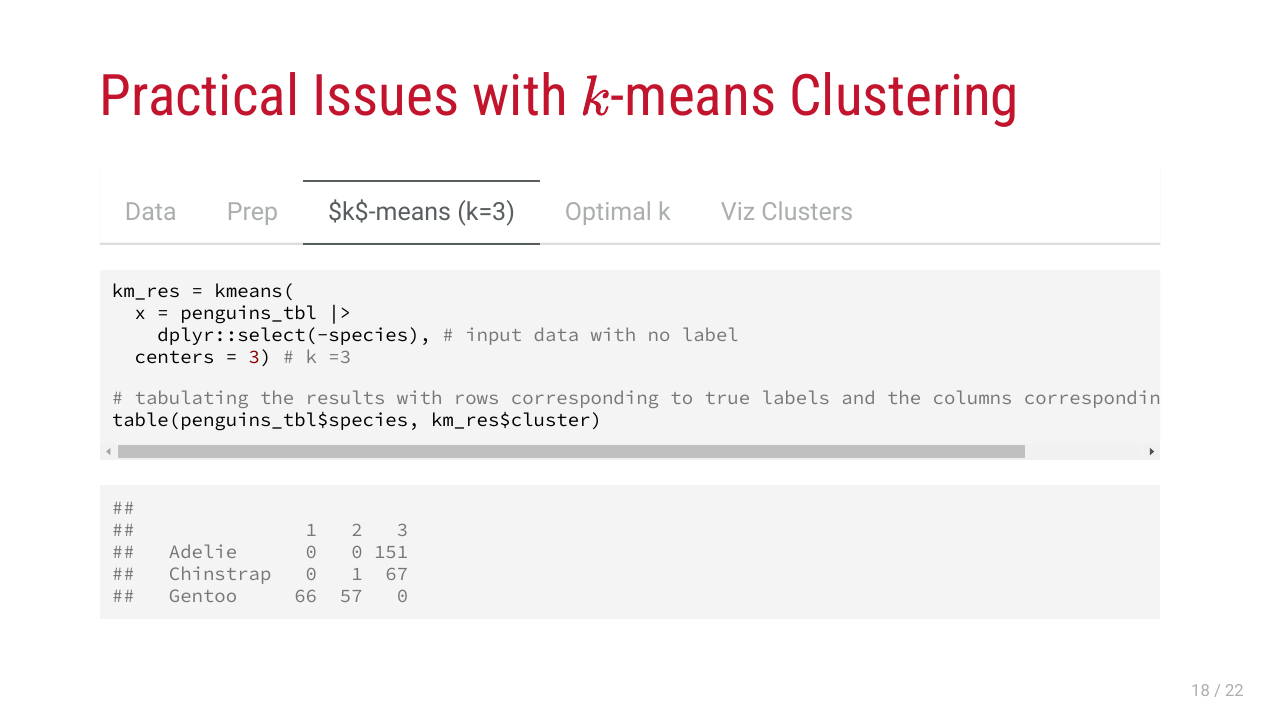 Practical Issues with k-means Clustering
Data Prep $k$-means (k=3) Optimal k Viz Clusters
km_res = kmeans(
  x = penguins_tbl |>
    dplyr::select(-species), # input data with no label
  centers = 3) # k =3
# tabulating the results with rows corresponding to true labels and the columns correspondin
table(penguins_tbl$species, km_res$cluster)
##
##               1   2   3
##   Adelie      0   0 151
##   Chinstrap   0   1  67
##   Gentoo     66  57   0
18 / 22